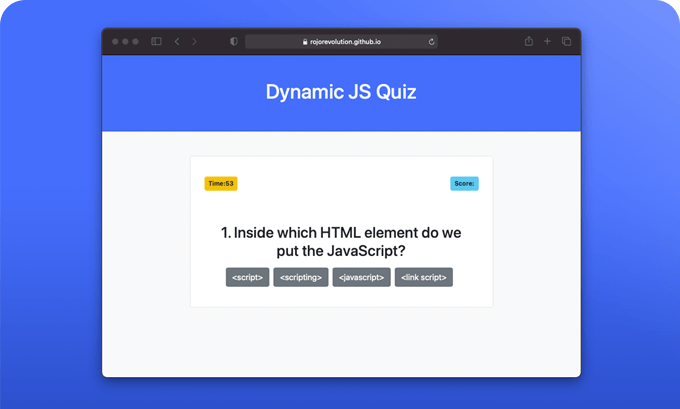 rojorevolution.github.io
Dynamic JS Quiz
Time:53
Score:
1. Inside which HTML element do we
put the JavaScript?
<script>
<scripting>
<javascript>
<link script>